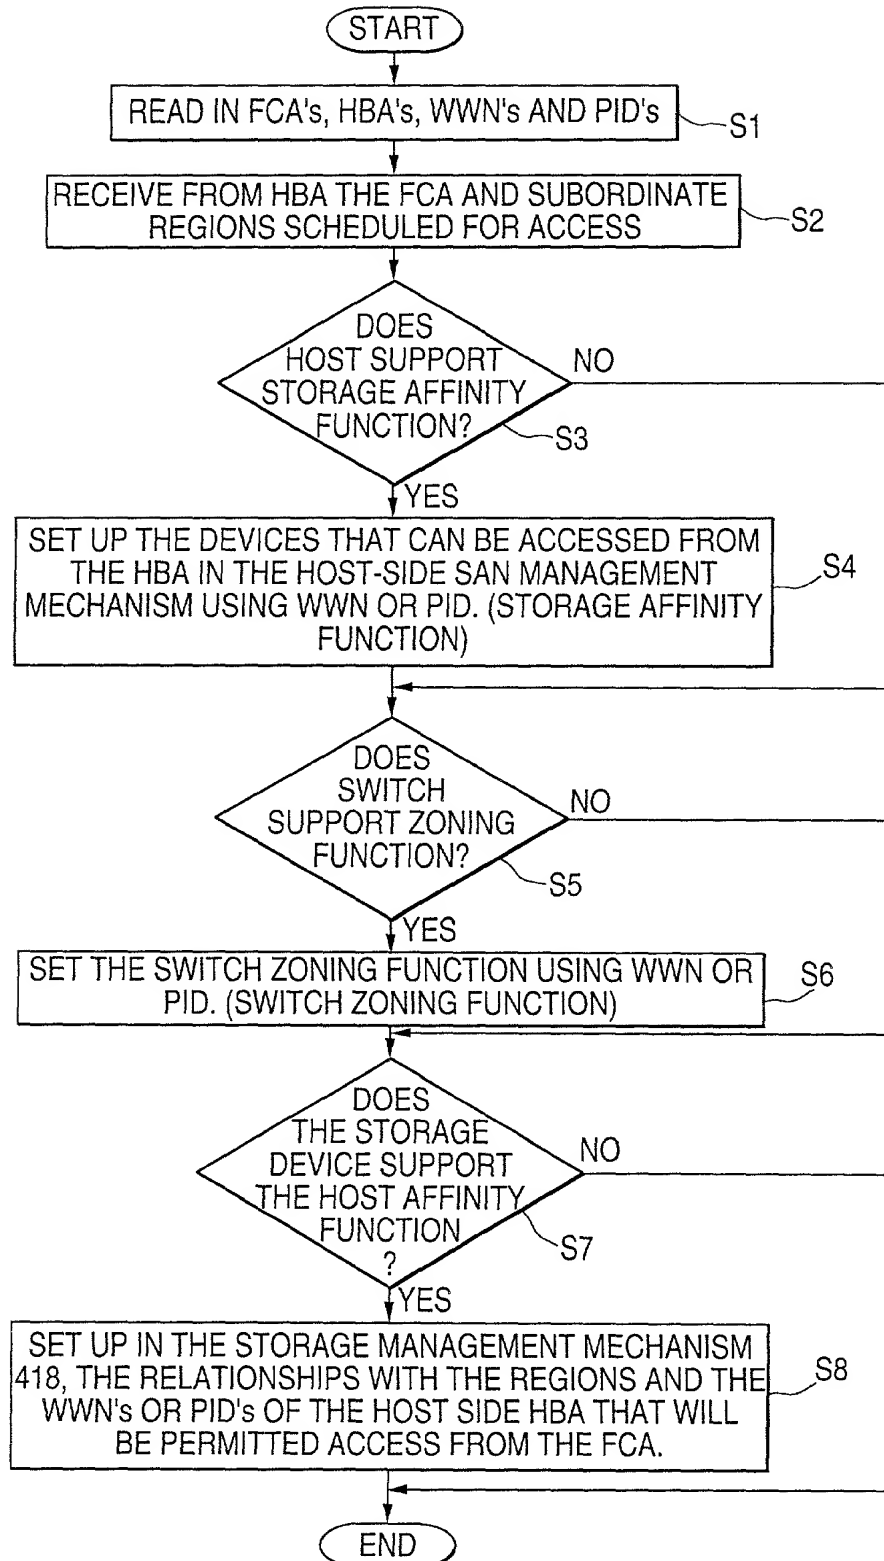 START
READ IN FCA's, HBA's, WWN's AND PID's
S1
RECEIVE FROM HBA THE FCA AND SUBORDINATE
REGIONS SCHEDULED FOR ACCESS
S2
DOES
HOST SUPPORT
STORAGE AFFINITY
FUNCTION?
NO
S3
YES
SET UP THE DEVICES THAT CAN BE ACCESSED FROM
THE HBA IN THE HOST-SIDE SAN MANAGEMENT
MECHANISM USING WWN OR PID. (STORAGE AFFINITY
FUNCTION)
S4
DOES
SWITCH
SUPPORT ZONING
FUNCTION?
NO
S5
YES
SET THE SWITCH ZONING FUNCTION USING WWN OR
PID. (SWITCH ZONING FUNCTION)
S6
DOES
THE STORAGE
DEVICE SUPPORT
THE HOST AFFINITY
FUNCTION
?
NO
S7
YES
SET UP IN THE STORAGE MANAGEMENT MECHANISM
418, THE RELATIONSHIPS WITH THE REGIONS AND THE
WWN's OR PID's OF THE HOST SIDE HBA THAT WILL
BE PERMITTED ACCESS FROM THE FCA.
S8
END